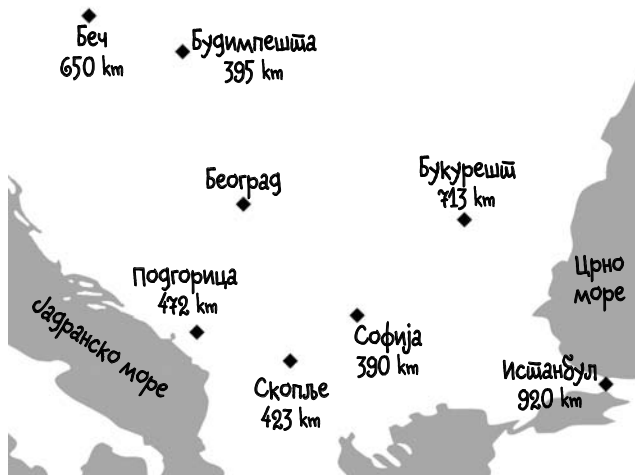 Беч
650 km
Будимпешта
395 km
Београд
Букурешт
713 km
Црно
море
Подгорица
472 km
Јадранско море
Софија
390 km
Скопље
423 km
Истанбул
920 km